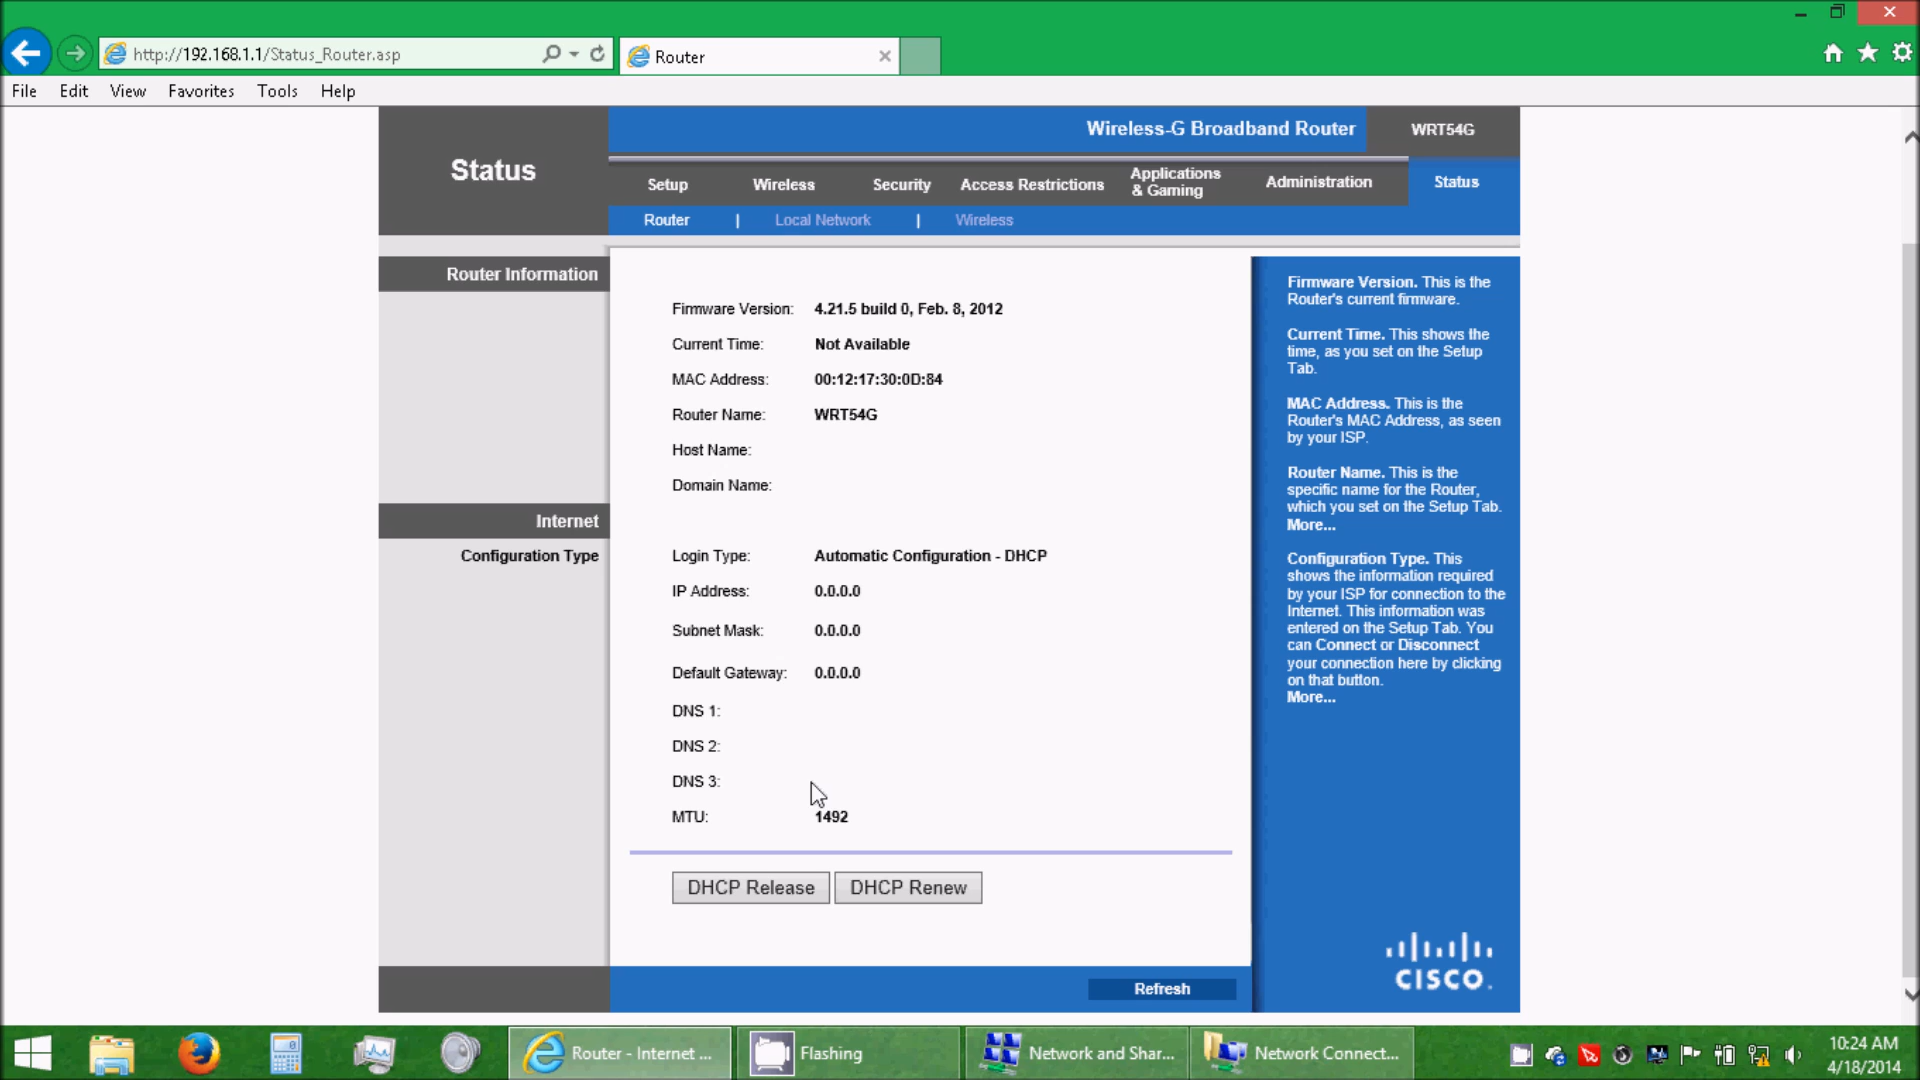 http://192.168.1.1/Status_Router.asp
Router
File Edit View Favorites Tools Help
Wireless-G Broadband Router WRT54G
Status
Setup Wireless Security Access Restrictions Applications & Gaming Administration Status
Router | Local Network | Wireless
Router Information
Firmware Version: 4.21.5 build 0, Feb. 8, 2012
Current Time: Not Available
MAC Address: 00:12:17:30:0D:84
Router Name: WRT54G
Host Name:
Domain Name:
Internet
Configuration Type
Login Type: Automatic Configuration - DHCP
IP Address: 0.0.0.0
Subnet Mask: 0.0.0.0
Default Gateway: 0.0.0.0
DNS 1:
DNS 2:
DNS 3:
MTU: 1492
DHCP Release DHCP Renew
Firmware Version. This is the
Router's current firmware.
Current Time. This shows the
time, as you set on the Setup
Tab.
MAC Address. This is the
Router's MAC Address, as seen
by your ISP.
Router Name. This is the
specific name for the Router,
which you set on the Setup Tab.
More...
Configuration Type. This
shows the information required
by your ISP for connection to the
Internet. This information was
entered on the Setup Tab. You
can Connect or Disconnect
your connection here by clicking
on that button.
More...
CISCO.
Refresh
Router - Internet ... Flashing Network and Shar... Network Connect...
10:24 AM
4/18/2014